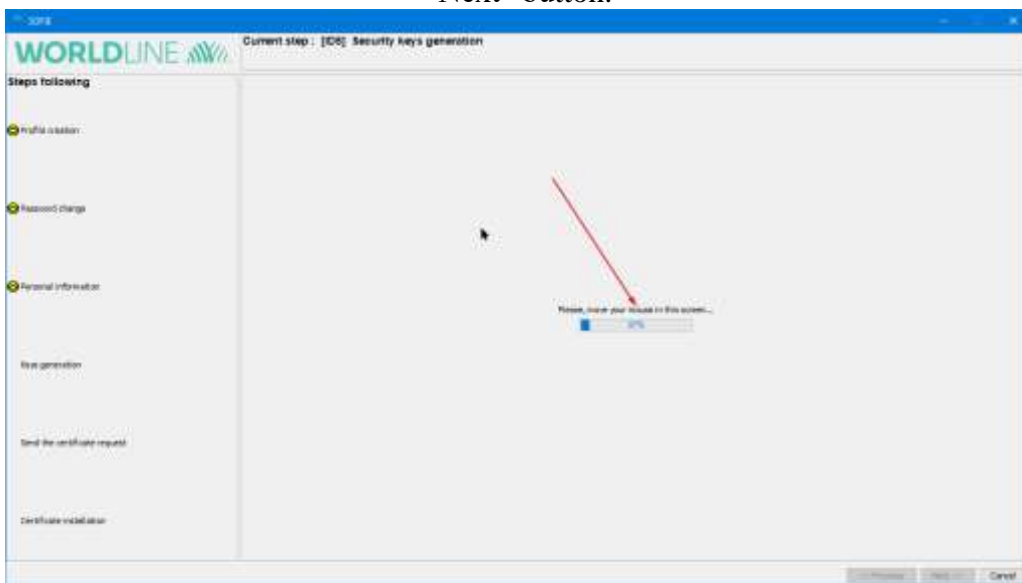 "Next" button.
WORLDLINE
Current step : [ID6] Security keys generation
Steps following
Profile creation
Password change
Personal information
Please, move your mouse in this screen...
Keys generation
Send the certificate request
Certificate installation
Cancel